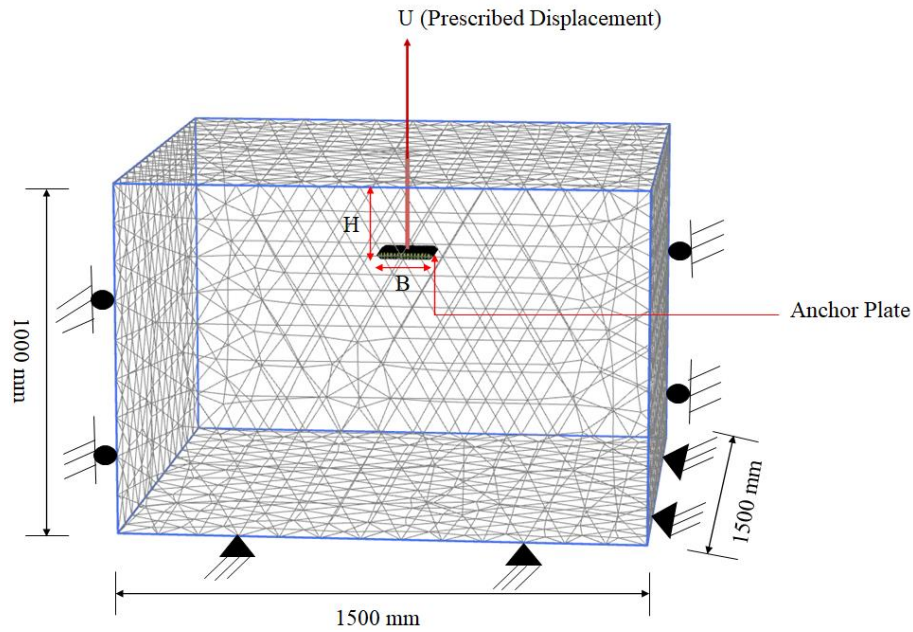 U (Prescribed Displacement)
H
B
Anchor Plate
1000 mm
1500 mm
1500 mm